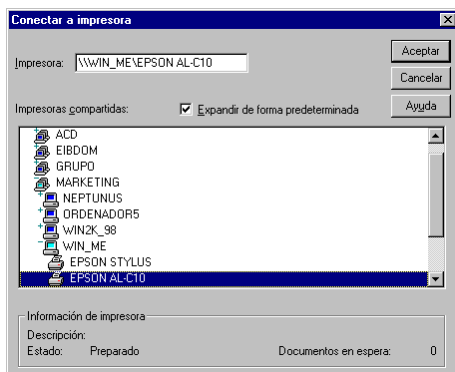 Conectar a impresora
Impresora: \\WIN_ME\EPSON AL-C10
Aceptar
Cancelar
Impresoras compartidas: Expandir de forma predeterminada Ayuda
ACD
EIBDOM
GRUPO
MARKETING
NEPTUNUS
ORDENADOR5
WIN2K_98
WIN_ME
EPSON STYLUS
EPSON AL-C10
Información de impresora
Descripción:
Estado: Preparado Documentos en espera: 0